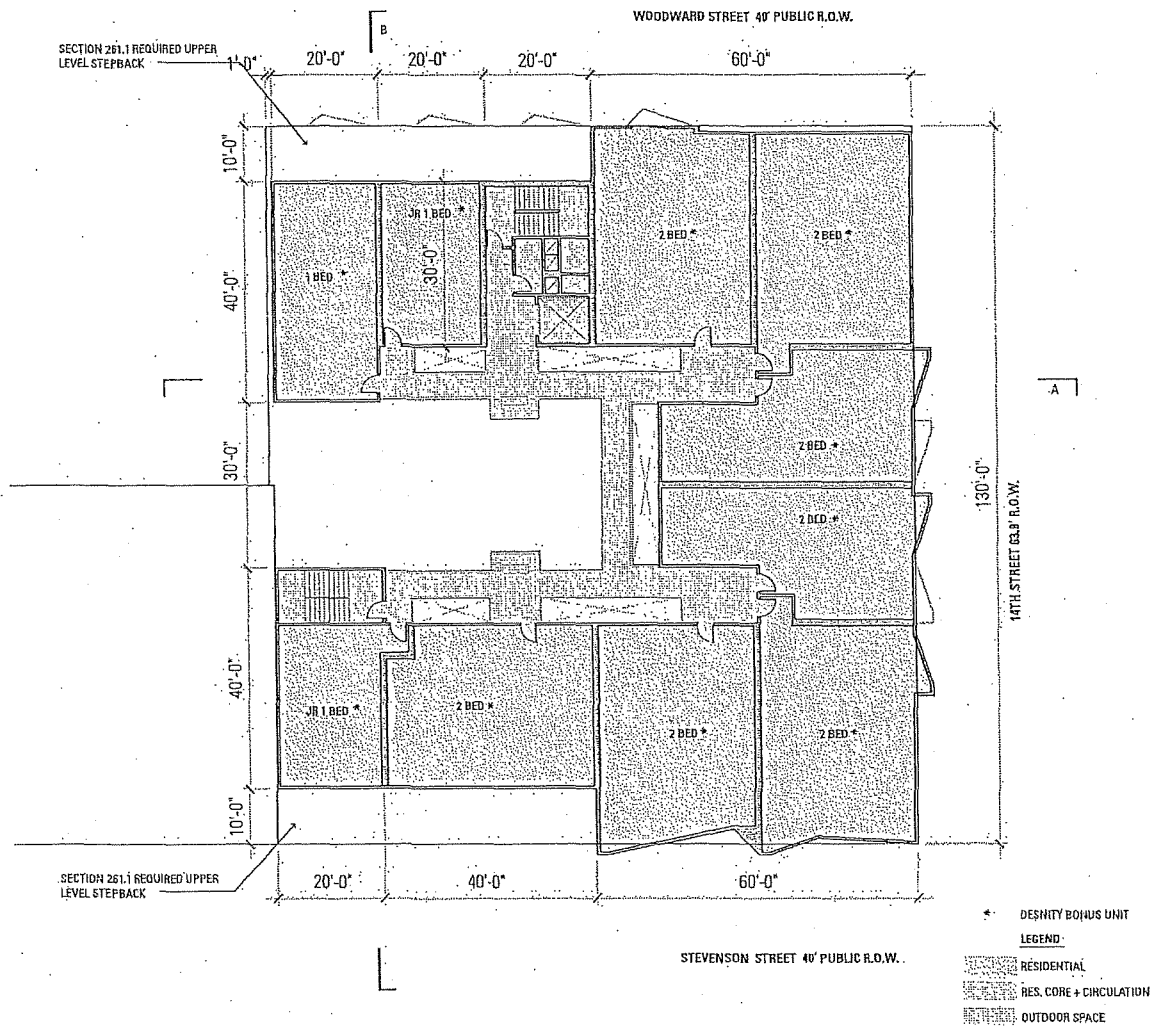 WOODWARD STREET 40' PUBLIC R.O.W.
B
SECTION 261.1 REQUIRED UPPER
LEVEL STEPBACK
1'0"
20'-0"
20'-0"
20'-0"
60'-0"
10'-0"
JR 1 BED *
2 BED *
2 BED *
1 BED *
30'-0"
40'-0"
A
30'-0"
2 BED *
130'-0"
2 BED *
14TH STREET 63.9' R.O.W.
40'-0"
JR 1 BED *
2 BED *
2 BED *
2 BED *
10'-0"
SECTION 261.1 REQUIRED UPPER
LEVEL STEPBACK
20'-0"
40'-0"
60'-0"
* DESNITY BONUS UNIT
STEVENSON STREET 40' PUBLIC R.O.W.
LEGEND
RESIDENTIAL
RES. CORE + CIRCULATION
OUTDOOR SPACE